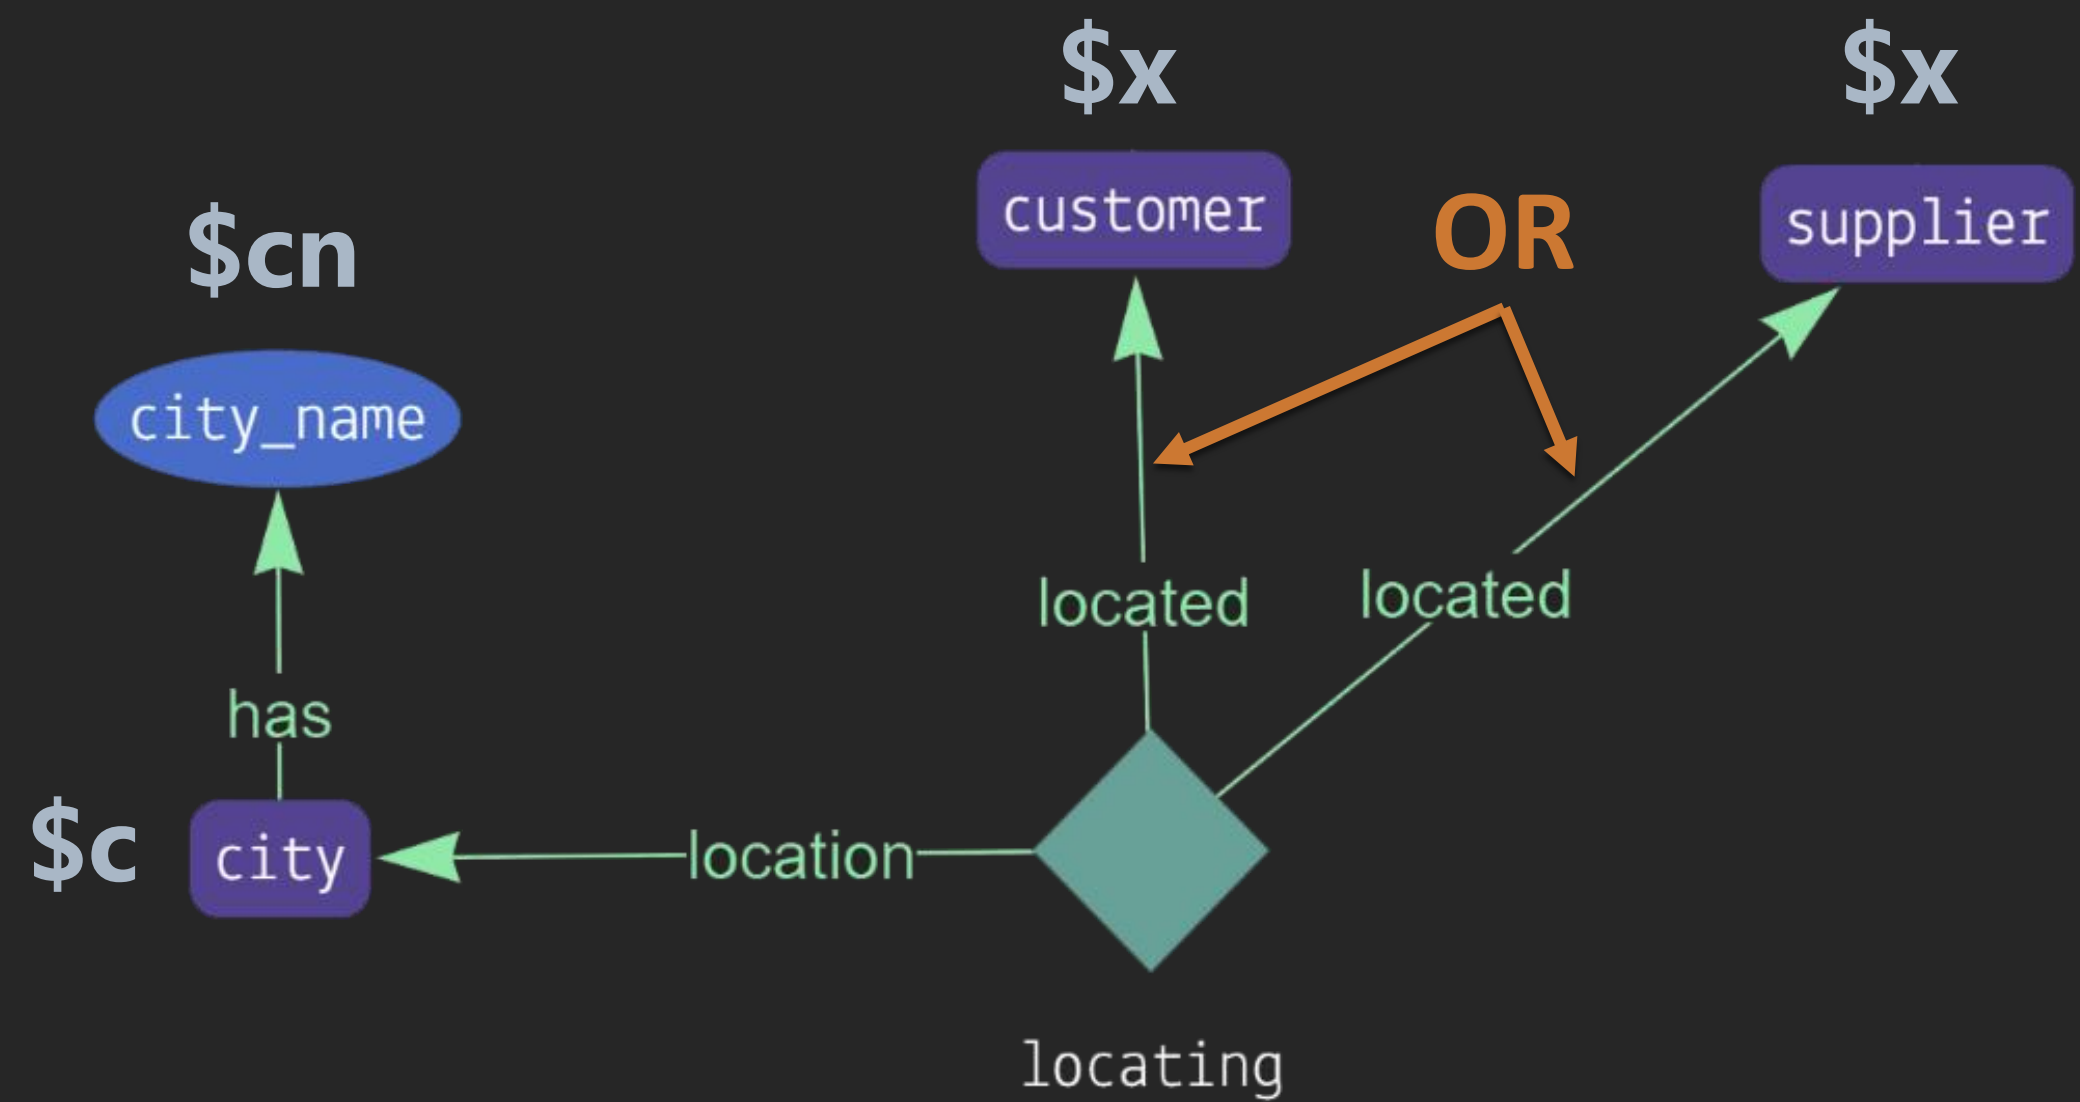 $x
$x
customer
OR
supplier
$cn
city_name
located
located
has
$c
city
location
locating